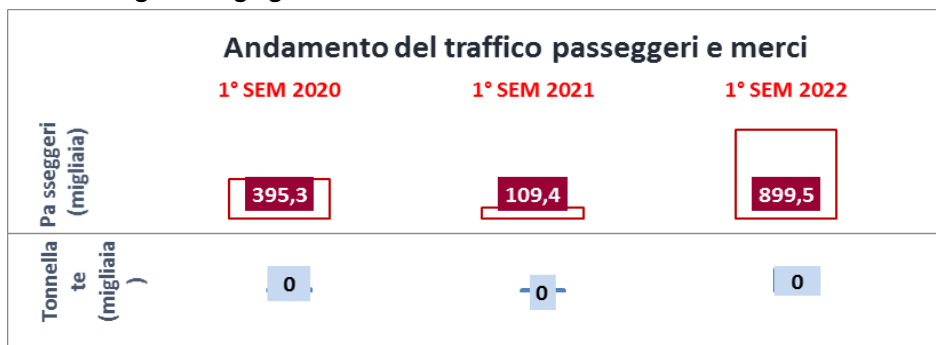 Andamento del traffico passeggeri e merci
1° SEM 2020 1° SEM 2021 1° SEM 2022
Pa sseggeri
(migliaia)
395,3 109,4 899,5
Tonnella
te
(migliaia
)
0 0 0